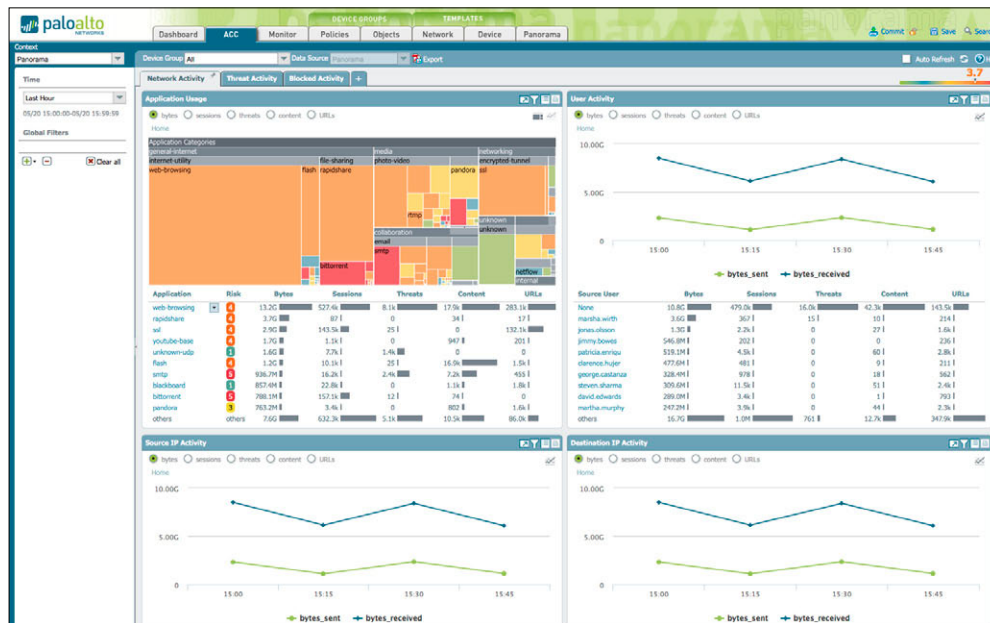 paloalto
NETWORKS
DEVICE GROUPS TEMPLATES
Dashboard ACC Monitor Policies Objects Network Device Panorama
Commit Save Sear
Context
Panorama Device Group All Data Source Panorama Export Auto Refresh
Network Activity Threat Activity Blocked Activity + 3.7
Time
Last Hour
05/20 15:00:00-05/20 15:59:59
Global Filters
Clear all
Application Usage
bytes sessions threats content URLs
Home
Application Categories
general-internet media networking
internet-utility file-sharing photo-video encrypted-tunnel
web-browsing flash rapidshare pandora ssl
rtmp
unknown
unknown
collaboration
email
smtp
bittorrent
netflow
internal
Application Risk Bytes Sessions Threats Content URLs
web-browsing 4 13.2G 527.4k 8.1k 17.9k 283.1k
rapidshare 4 3.7G 87 0 34 17
ssl 4 2.9G 143.5k 25 0 132.1k
youtube-base 4 1.7G 1.1k 0 947 201
unknown-udp 1 1.6G 7.7k 1.4k 0 0
flash 4 1.2G 10.1k 25 16.9k 1.5k
smtp 5 936.7M 16.2k 2.4k 7.2k 455
blackboard 1 857.4M 22.8k 0 1.1k 1.8k
bittorrent 5 788.1M 157.1k 12 74 0
pandora 3 763.2M 3.4k 0 802 1.6k
others others 7.6G 632.3k 5.1k 10.5k 86.0k
User Activity
bytes sessions threats content URLs
Home
10.00G
5.00G
0
15:00 15:15 15:30 15:45
bytes_sent bytes_received
Source User Bytes Sessions Threats Content URLs
None 10.8G 479.0k 16.0k 42.3k 143.5k
marsha.wirth 3.6G 367 15 10 214
jonas.olsson 1.3G 2.2k 0 27 1.6k
jimmy.bowes 546.8M 202 0 0 236
patricia.enriqu 519.1M 4.5k 0 60 2.8k
clarence.hujer 477.6M 481 0 9 211
george.castanza 328.4M 978 0 18 562
steven.sharma 309.6M 11.5k 0 51 2.4k
david.edwards 289.0M 3.4k 0 1 793
martha.murphy 247.2M 3.9k 0 44 2.3k
others 16.7G 1.0M 761 12.7k 347.9k
Source IP Activity
bytes sessions threats content URLs
Home
10.00G
5.00G
0
15:00 15:15 15:30 15:45
bytes_sent bytes_received
Destination IP Activity
bytes sessions threats content URLs
Home
10.00G
5.00G
0
15:00 15:15 15:30 15:45
bytes_sent bytes_received